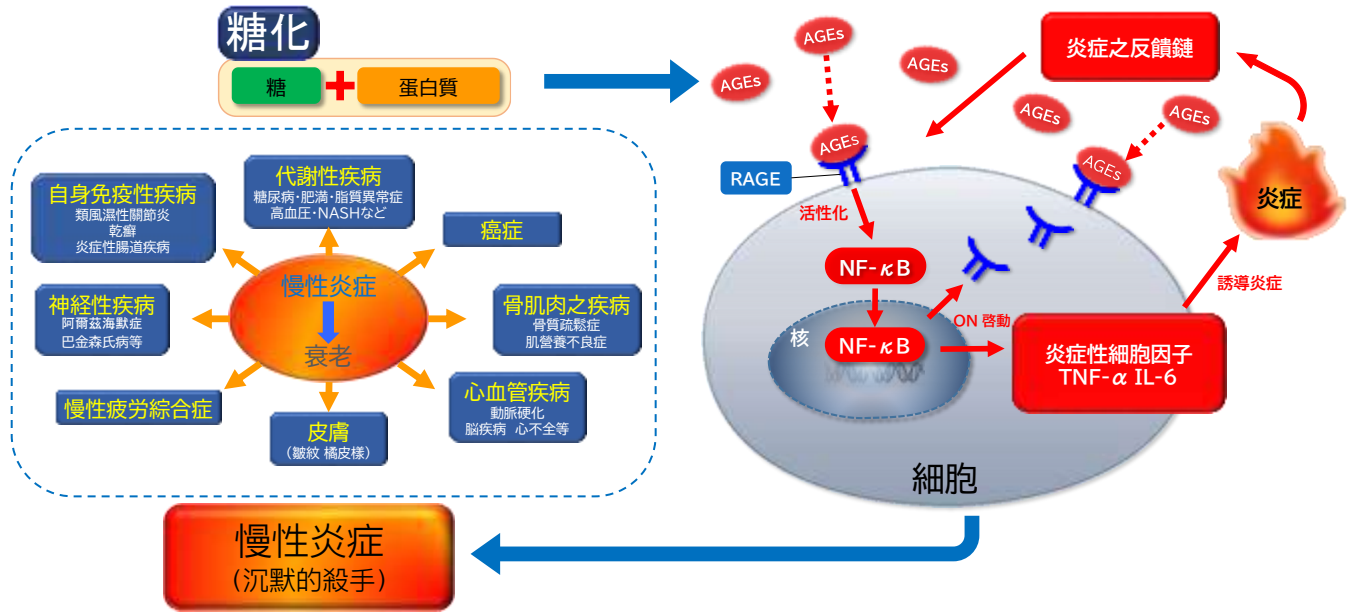 糖化
糖
蛋白質
AGEs
AGEs
AGEs
AGEs
AGEs
AGEs
AGEs
炎症之反饋鏈
炎症
RAGE
活性化
NF-κB
核
NF-κB
ON 啓動
誘導炎症
炎症性細胞因子
TNF-α IL-6
細胞
自身免疫性疾病
類風濕性關節炎
乾癬
炎症性腸道疾病
代謝性疾病
糖尿病・肥満・脂質異常症
高血圧・NASHなど
癌症
神経性疾病
阿爾茲海默症
巴金森氏病等
慢性炎症
衰老
骨肌肉之疾病
骨質疏鬆症
肌營養不良症
慢性疲労綜合症
皮膚
(皺紋 橘皮樣)
心血管疾病
動脈硬化
脳疾病 心不全等
慢性炎症
(沉默的殺手)